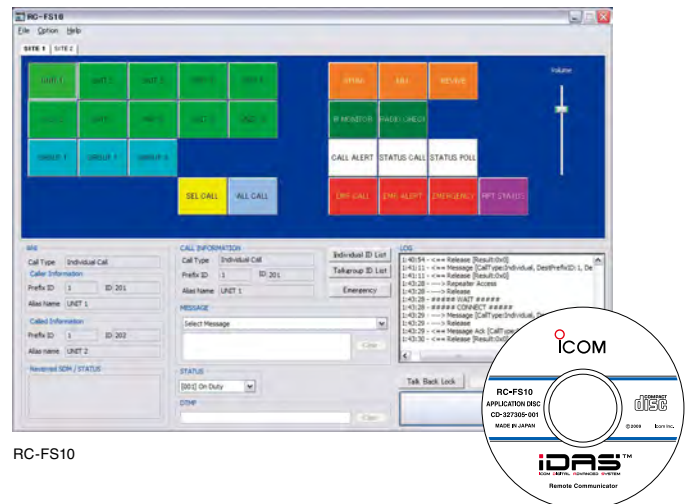 RC-FS10
File Option Help
SITE 1 SITE 2
UNIT 1
Volume
IP MONITOR RADIO CHECK
GROUP 1
CALL ALERT STATUS CALL STATUS POLL
SEL CALL ALL CALL
EMR CALL EMR ALERT EMERGENCY RPT STATUS
Call Type Individual Call
Caller Information
Prefix ID 1 ID 201
Alias Name UNIT 1
Called Information
Prefix ID 1 ID 202
Alias name UNIT 2
Received SDM / STATUS
CALL INFORMATION
Call Type Individual Call
Prefix ID 1 ID 201
Alias Name UNIT 1
MESSAGE
Select Message
Clear
STATUS
[001] On Duty
DTMF
Clear
Individual ID List
Talkgroup ID List
Emergency
LOG
1:40:54 - <== Release [Result:0x0]
1:41:11 - <== Message [CallType:Individual, DestPrefixID:1, De
1:41:11 - <== Release [Result:0x0]
1:43:28 - ----> Repeater Access
1:43:28 - ----> Release
1:43:28 - ##### WAIT #####
1:43:29 - ##### CONNECT #####
1:43:29 - ----> Message [CallType:Individual, Des
1:43:29 - ----> Release
1:43:30 - <== Message Ack [CallType
1:43:30 - <== Release [Result:0x0]
Talk Back Lock
ICOM
RC-FS10
APPLICATION DISC
CD-327305-001
MADE IN JAPAN
COMPACT
disc
©2009 Icom Inc.
iDAS™
ICOM DIGITAL ADVANCED SYSTEM
Remote Communicator
RC-FS10